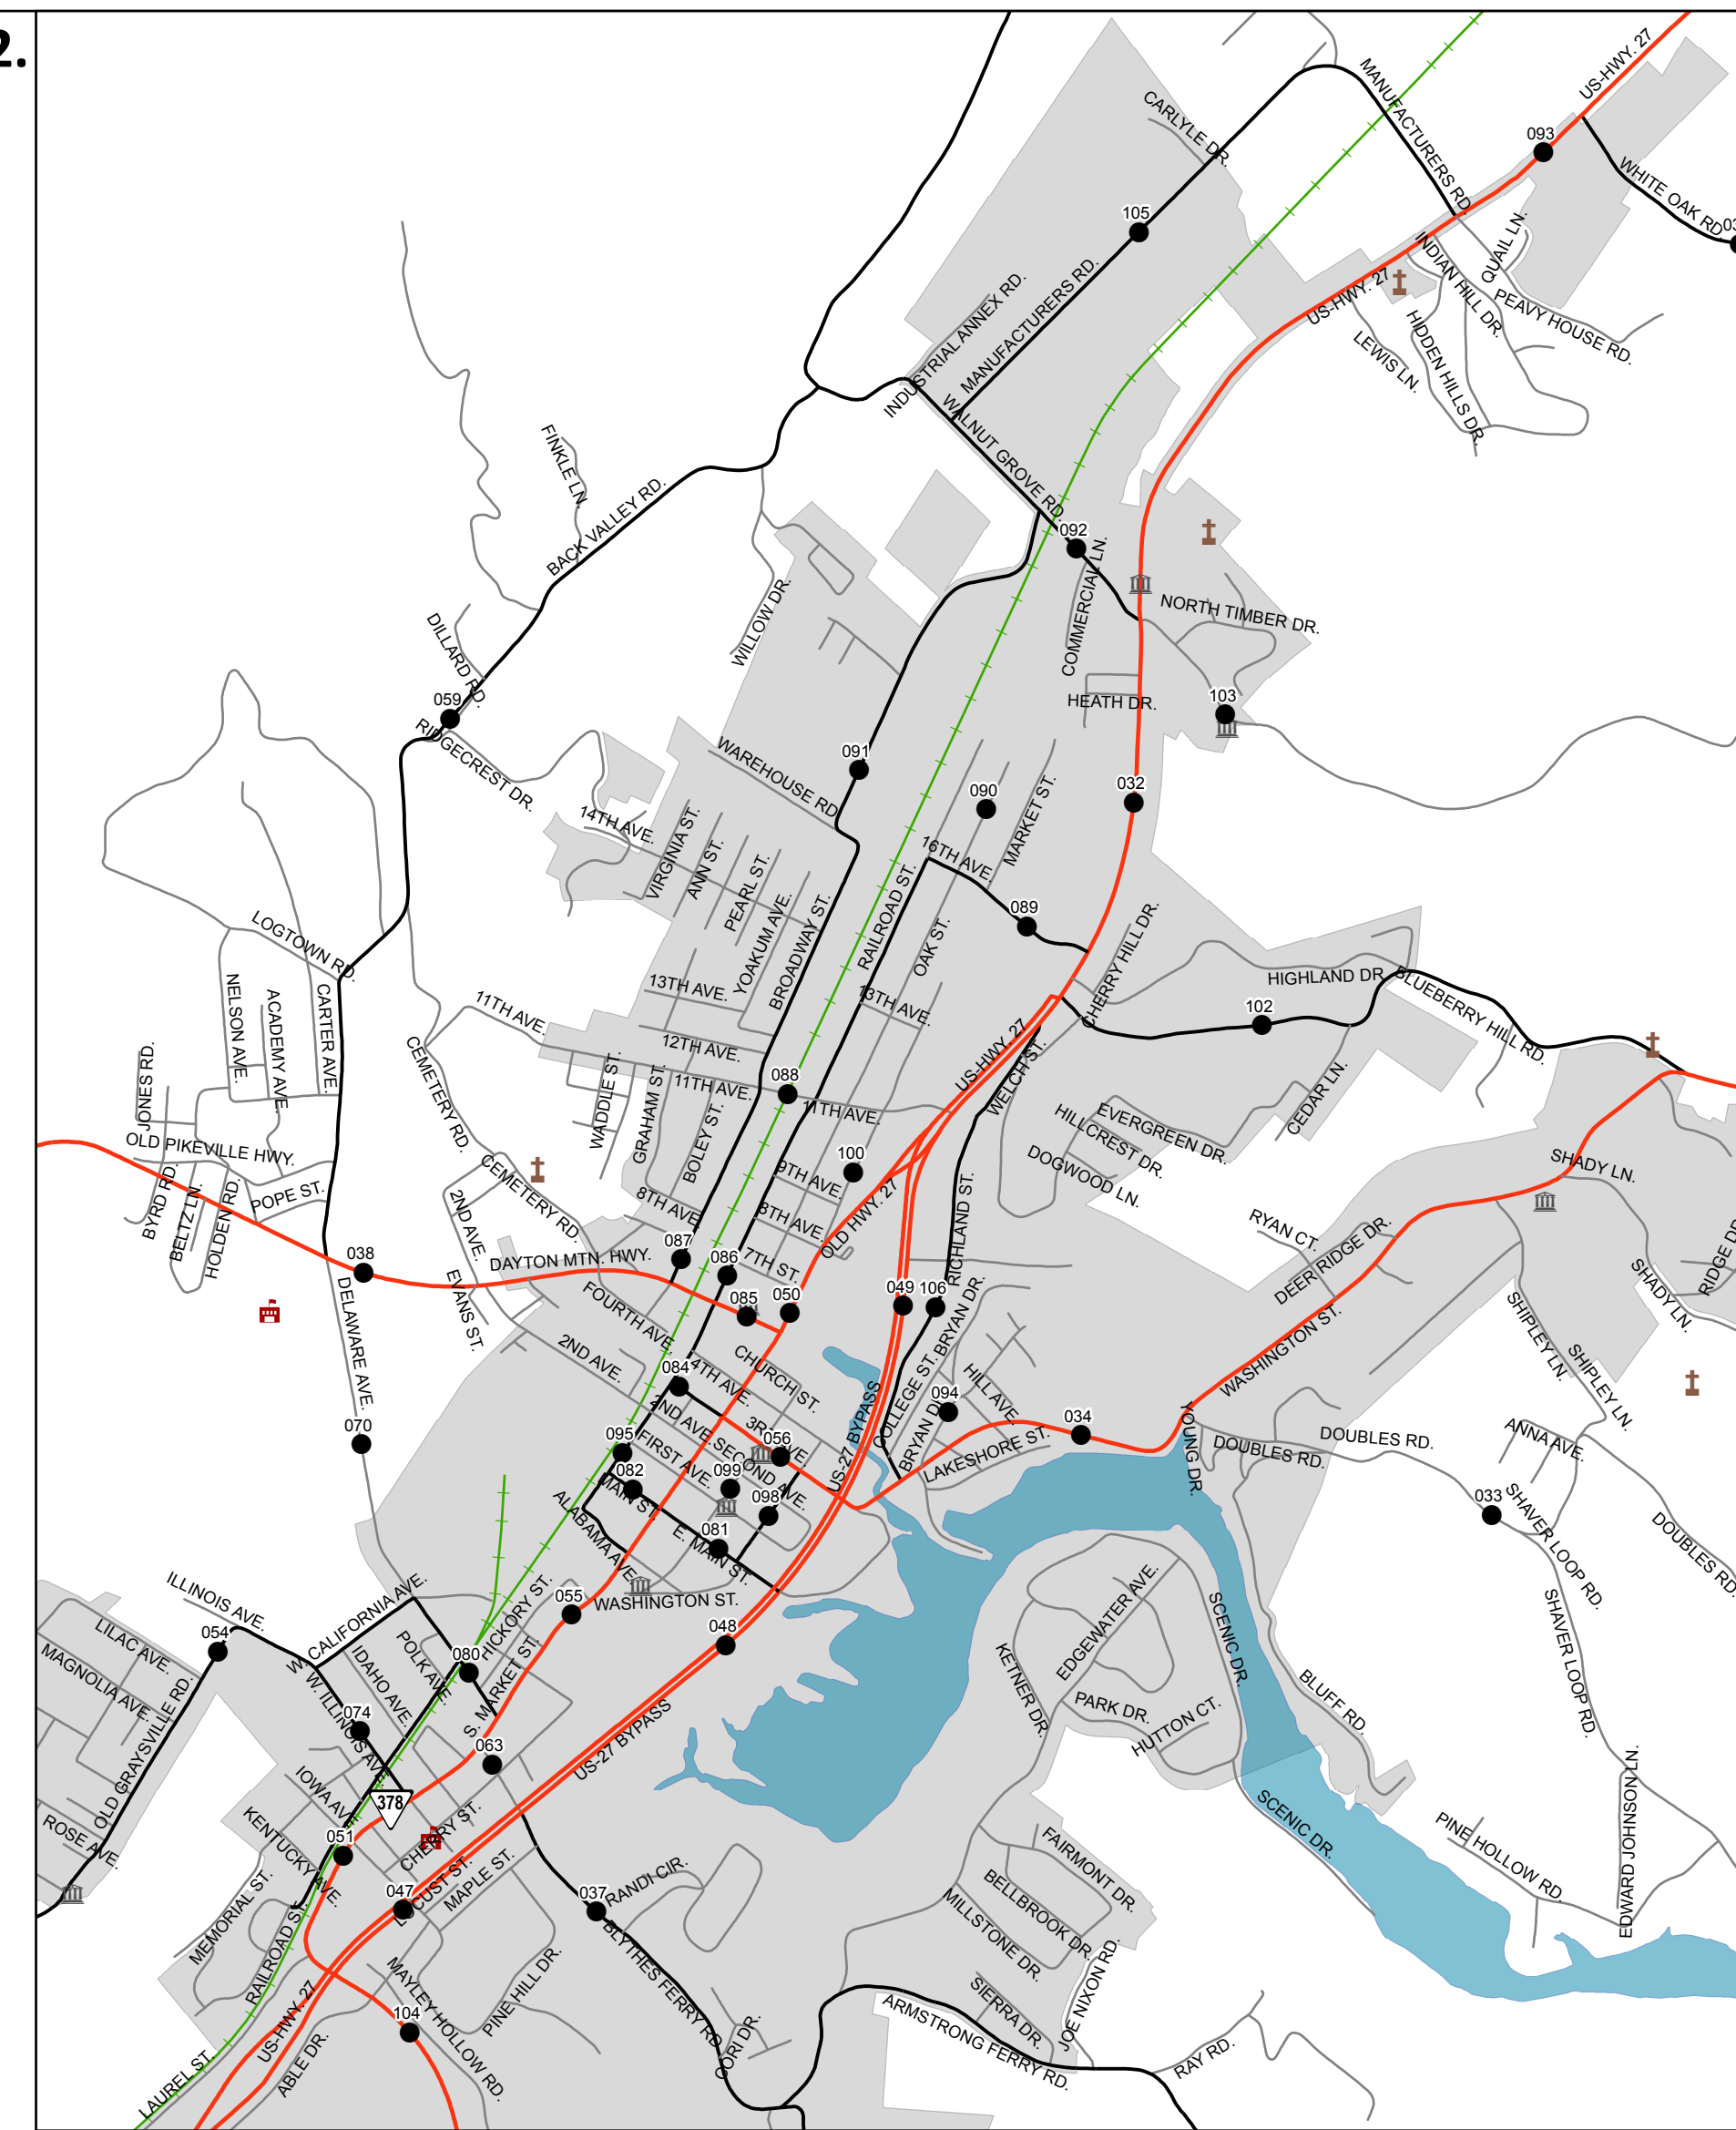 2.
US-HWY. 27
MANUFACTURERS RD.
CARLYLE DR.
093
WHITE OAK RD.
105
QUAIL LN.
INDIAN HILL DR.
US-HWY. 27
PEAVY HOUSE RD.
INDUSTRIAL ANNEX RD.
MANUFACTURERS RD.
LEWIS LN.
HIDDEN HILLS DR.
WALNUT GROVE RD.
FINKLE LN.
BACK VALLEY RD.
092
COMMERCIAL LN.
NORTH TIMBER DR.
WILLOW DR.
DILLARD RD.
059
HEATH DR.
103
RIDGECREST DR.
WAREHOUSE RD.
091
032
090
MARKET ST.
14TH AVE.
VIRGINIA ST.
ANN ST.
PEARL ST.
YOAKUM AVE.
BROADWAY ST.
16TH AVE.
RAILROAD ST.
OAK ST.
089
CHERRY HILL DR.
LOGTOWN RD.
HIGHLAND DR.
BLUEBERRY HILL RD.
NELSON AVE.
ACADEMY AVE.
CARTER AVE.
13TH AVE.
13TH AVE.
102
11TH AVE.
12TH AVE.
CEMETERY RD.
JONES RD.
WADDLE ST.
GRAHAM ST.
11TH AVE.
088
11TH AVE.
US-HWY. 27
WELCH ST.
CEDAR LN.
EVERGREEN DR.
HILLCREST DR.
DOGWOOD LN.
BOLEY ST.
OLD PIKEVILLE HWY.
100
9TH AVE.
SHADY LN.
BYRD RD.
BELTZ LN.
HOLDEN RD.
POPE ST.
CEMETERY RD.
2ND AVE.
8TH AVE.
8TH AVE.
OLD HWY. 27
RICHLAND ST.
RYAN CT.
DEER RIDGE DR.
038
DAYTON MTN. HWY.
087
086
7TH ST.
085
050
049
106
SHADY LN.
RIDGE DR.
DELAWARE AVE.
EVANS ST.
FOURTH AVE.
BRYAN DR.
SHIPLEY LN.
WASHINGTON ST.
2ND AVE.
084
4TH AVE.
CHURCH ST.
US-27 BYPASS
COLLEGE ST.
HILL AVE.
094
SHIPLEY LN.
070
2ND AVE.
3RD AVE.
BRYAN DR.
034
YOUNG DR.
DOUBLES RD.
DOUBLES RD.
ANNA AVE.
095
FIRST AVE.
SECOND AVE.
056
LAKESHORE ST.
082
099
MAIN ST.
098
033
SHAVER LOOP RD.
DOUBLES RD.
ALABAMA AVE.
081
E. MAIN ST.
ILLINOIS AVE.
W. CALIFORNIA AVE.
HICKORY ST.
055
WASHINGTON ST.
EDGEWATER AVE.
SCENIC DR.
SHAVER LOOP RD.
LILAC AVE.
054
MAGNOLIA AVE.
IDAHO AVE.
POLK AVE.
080
048
KETNER DR.
BLUFF RD.
W. ILLINOIS AVE.
S. MARKET ST.
PARK DR.
HUTTON CT.
074
US-27 BYPASS
OLD GRAYSVILLE RD.
063
IOWA AVE.
378
SCENIC DR.
EDWARD JOHNSON LN.
ROSE AVE.
KENTUCKY AVE.
051
CHERRY ST.
PINE HOLLOW RD.
FAIRMONT DR.
MEMORIAL ST.
047
LOCUST ST.
MAPLE ST.
037
RANDI CIR.
BELLBROOK DR.
MILLSTONE DR.
RAILROAD ST.
MAYLEY HOLLOW RD.
PINE HILL DR.
BLYTHES FERRY RD.
JOE NIXON RD.
SIERRA DR.
US-HWY. 27
104
ARMSTRONG FERRY RD.
CORI DR.
RAY RD.
LAUREL ST.
ABLE DR.